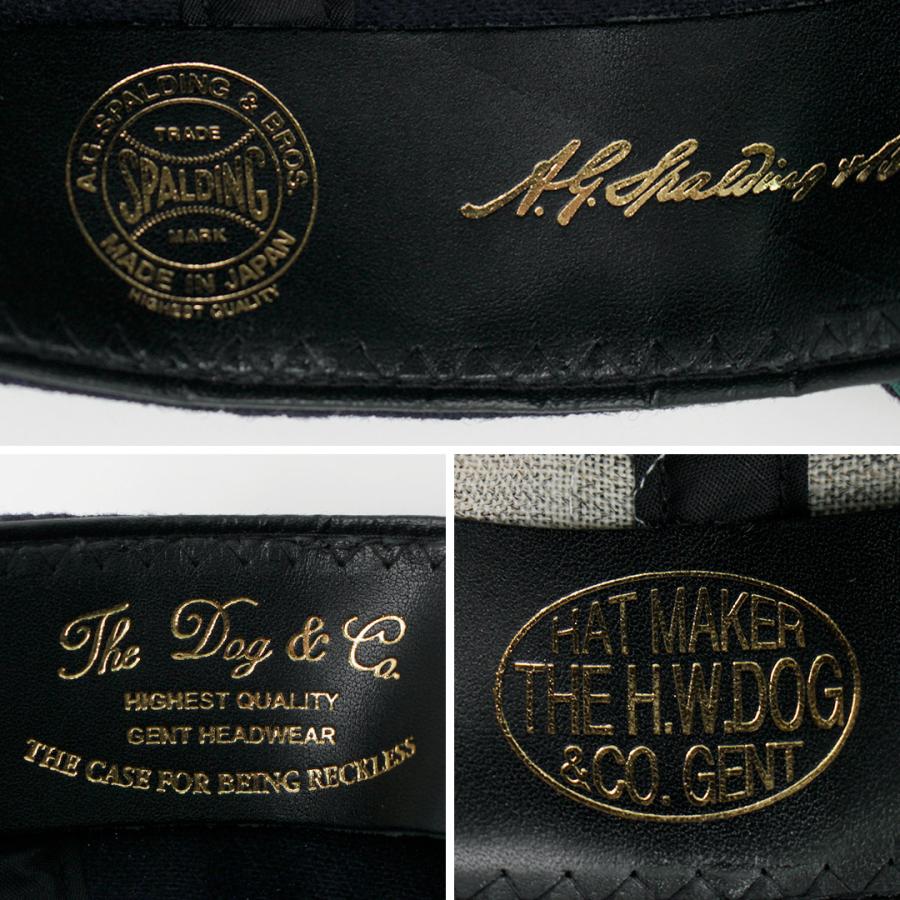 A.G. SPALDING & BROS.
TRADE
SPALDING
MARK
MADE IN JAPAN
HIGHEST QUALITY
A.G. Spalding &
The Dog & Co.
HIGHEST QUALITY
GENT HEADWEAR
THE CASE FOR BEING RECKLESS
HAT MAKER
THE H.W.DOG
&CO. GENT